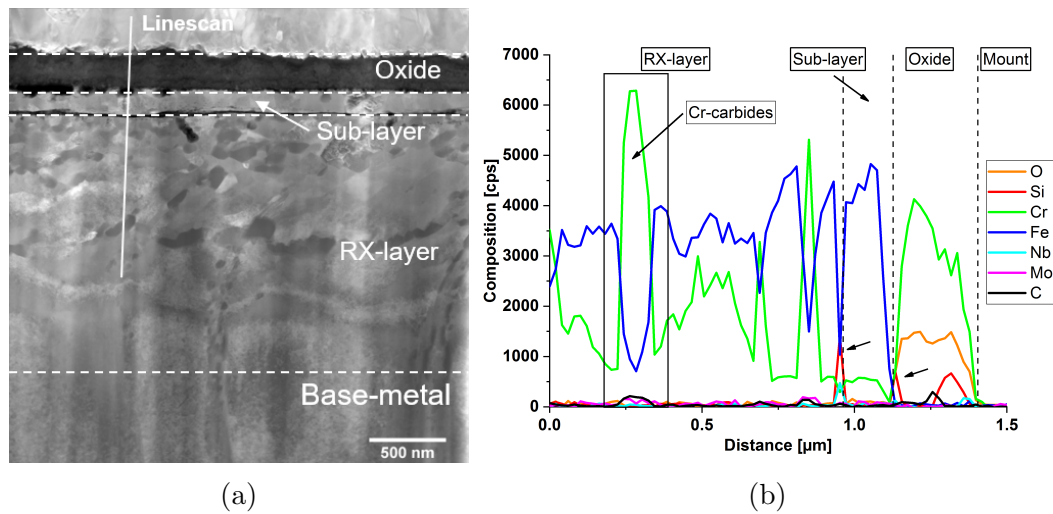 Linescan
Oxide
Sub-layer
RX-layer
Base-metal
500 nm
(a)
RX-layer
Sub-layer
Oxide
Mount
Cr-carbides
7000
6000
5000
4000
3000
2000
1000
0
Composition [cps]
0.0
0.5
1.0
1.5
Distance [µm]
O
Si
Cr
Fe
Nb
Mo
C
(b)